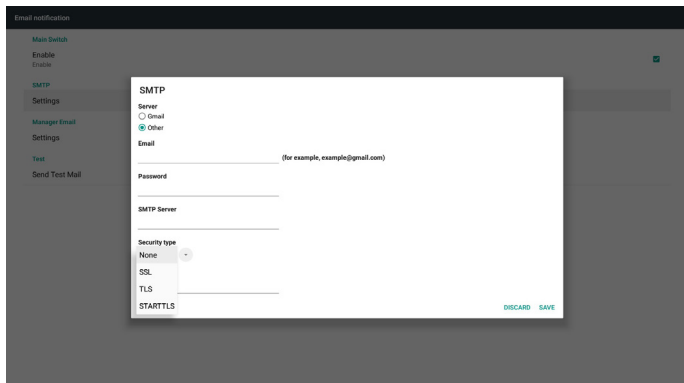 Email notification
Main Switch
Enable
Enable
SMTP
Settings
Manager Email
Settings
Test
Send Test Mail
SMTP
Server
Gmail
Other
Email
(for example, example@gmail.com)
Password
SMTP Server
Security type
None
SSL
TLS
STARTTLS
DISCARD SAVE